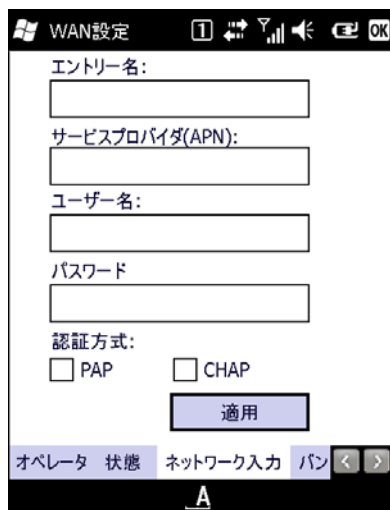 WAN設定 1 OK
エントリー名:
サービスプロバイダ(APN):
ユーザー名:
パスワード
認証方式:
PAP CHAP
適用
オペレータ 状態 ネットワーク入力 バン
A